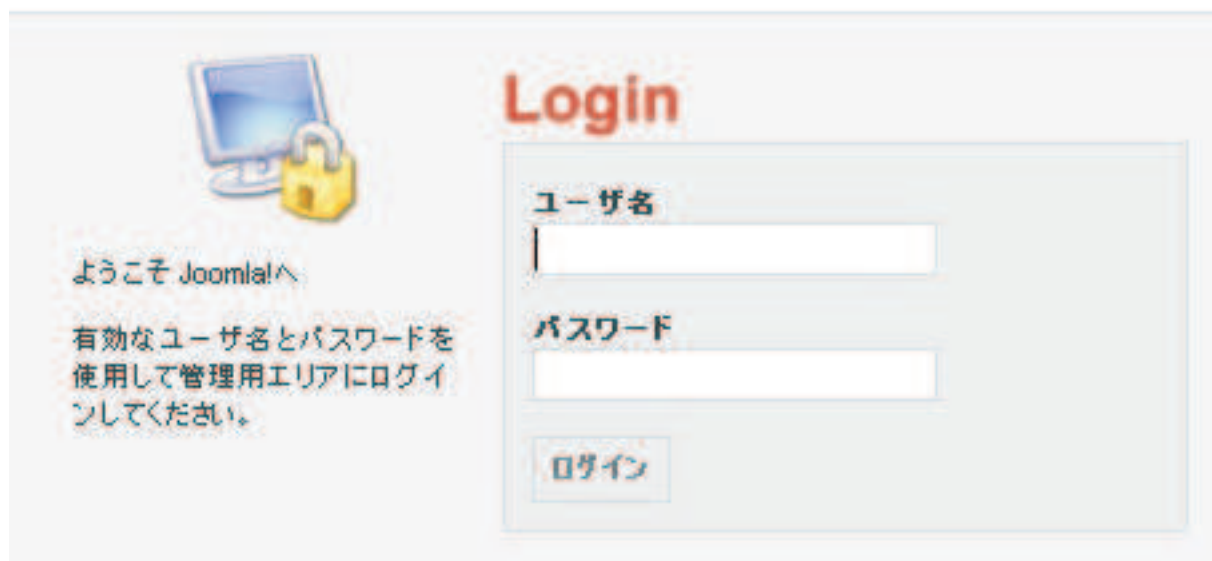 Login
ユーザ名
ようこそ Joomla!へ
パスワード
有効なユーザ名とパスワードを
使用して管理用エリアにログイ
ンしてください。
ログイン